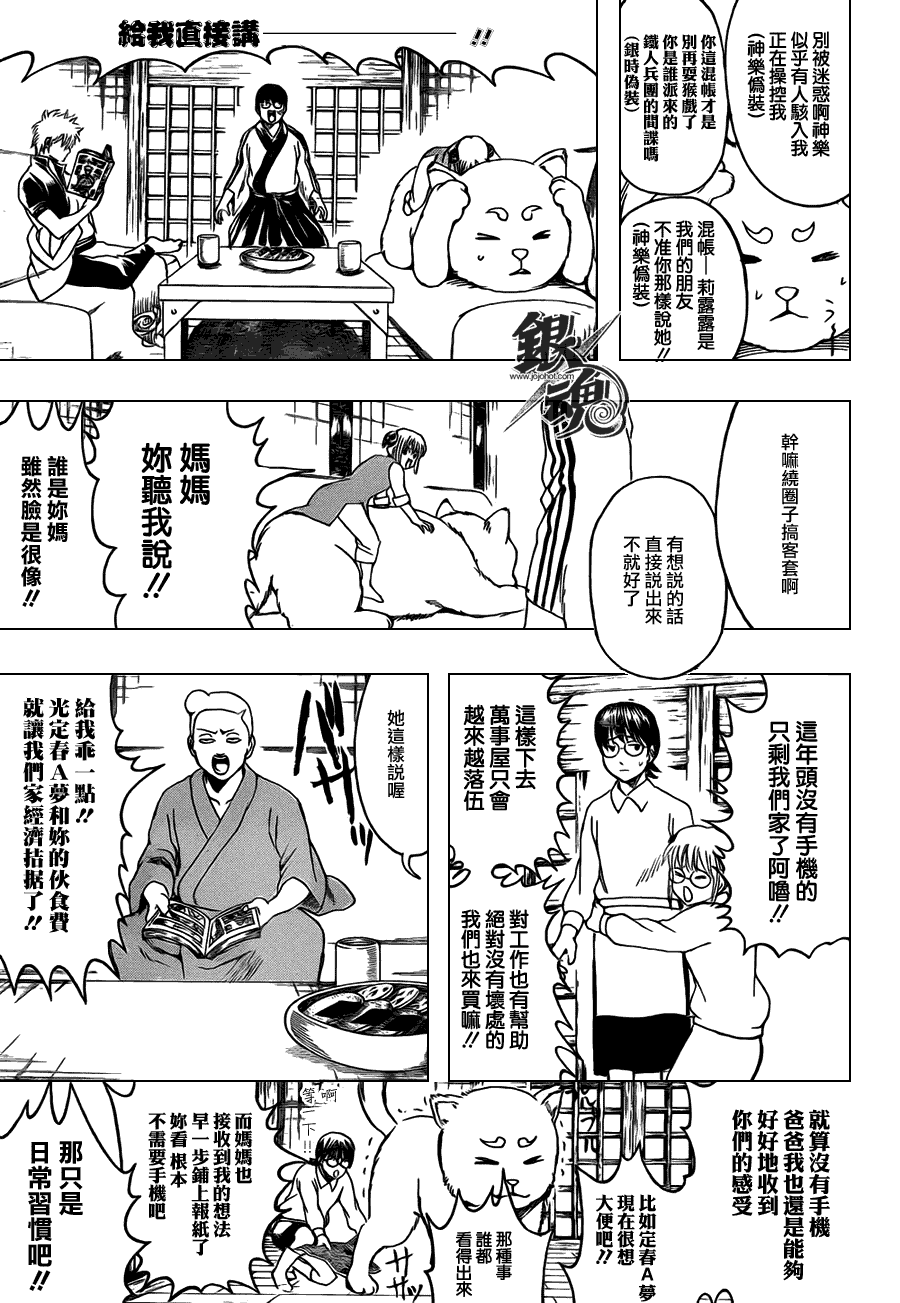 別被迷惑啊神樂
似乎有人駭入我
正在操控我
(神樂偽裝)
你這混帳才是
別再耍猴戲了
你是誰派來的
鐵人兵團的間諜嗎
(銀時偽裝)
混帳—莉露露是
我們的朋友
不准你那樣說她!!
(神樂偽裝)
給我直接講——!!
銀魂
www.jojohot.com
幹嘛繞圈子搞客套啊
有想說的話
直接說出來
不就好了
媽媽
妳聽我說!!
誰是妳媽
雖然臉是很像!!
這年頭沒有手機的
只剩我們家了阿嚕!!
這樣下去
萬事屋只會
越來越落伍
對工作也有幫助
絕對沒有壞處的
我們也來買嘛
她這樣說喔
給我乖一點!!
光定春A夢和妳的伙食費
就讓我們家經濟拮据了!!
就算沒有手機
爸爸我也還是能夠
好好地收到
你們的感受
比如定春A夢
現在很想
大便吧!!
那種事
誰都
看得出來
啊
等
下
而媽媽也
接收到我的想法
早一步鋪上報紙了
妳看 根本
不需要手機吧
那只是
日常習慣吧!!